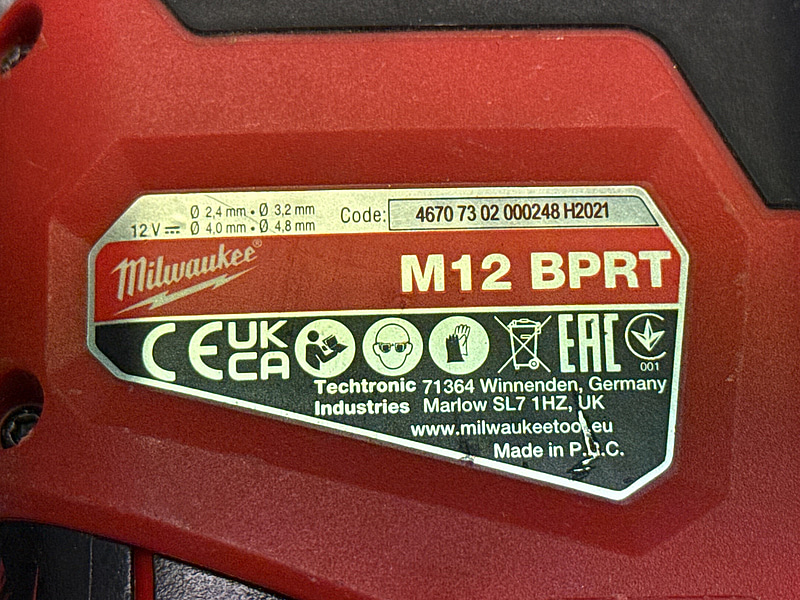 12 V ⎓ Ø 2,4 mm • Ø 3,2 mm
Ø 4,0 mm • Ø 4,8 mm
Code: 4670 73 02 000248 H2021
Milwaukee®
M12 BPRT
CE UK CA EAC
001
Techtronic 71364 Winnenden, Germany
Industries Marlow SL7 1HZ, UK
www.milwaukeetool.eu
Made in P.R.C.